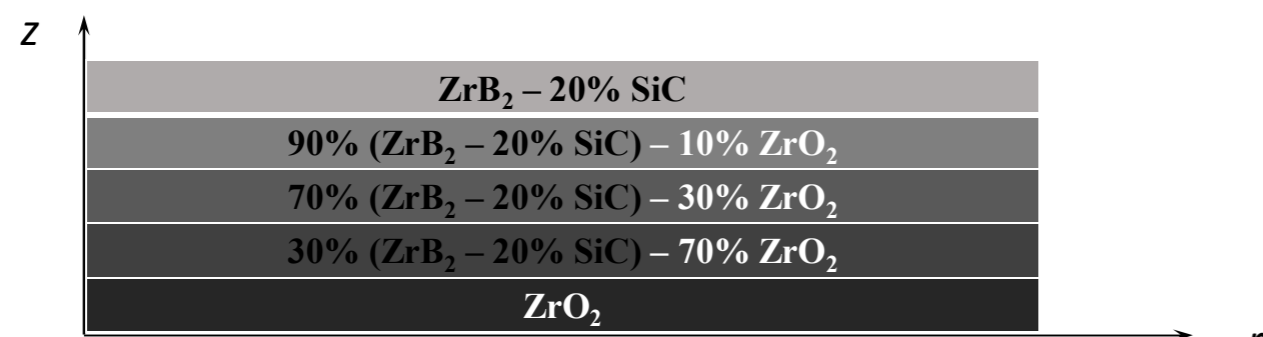 z
ZrB₂ – 20% SiC
90% (ZrB₂ – 20% SiC) – 10% ZrO₂
70% (ZrB₂ – 20% SiC) – 30% ZrO₂
30% (ZrB₂ – 20% SiC) – 70% ZrO₂
ZrO₂